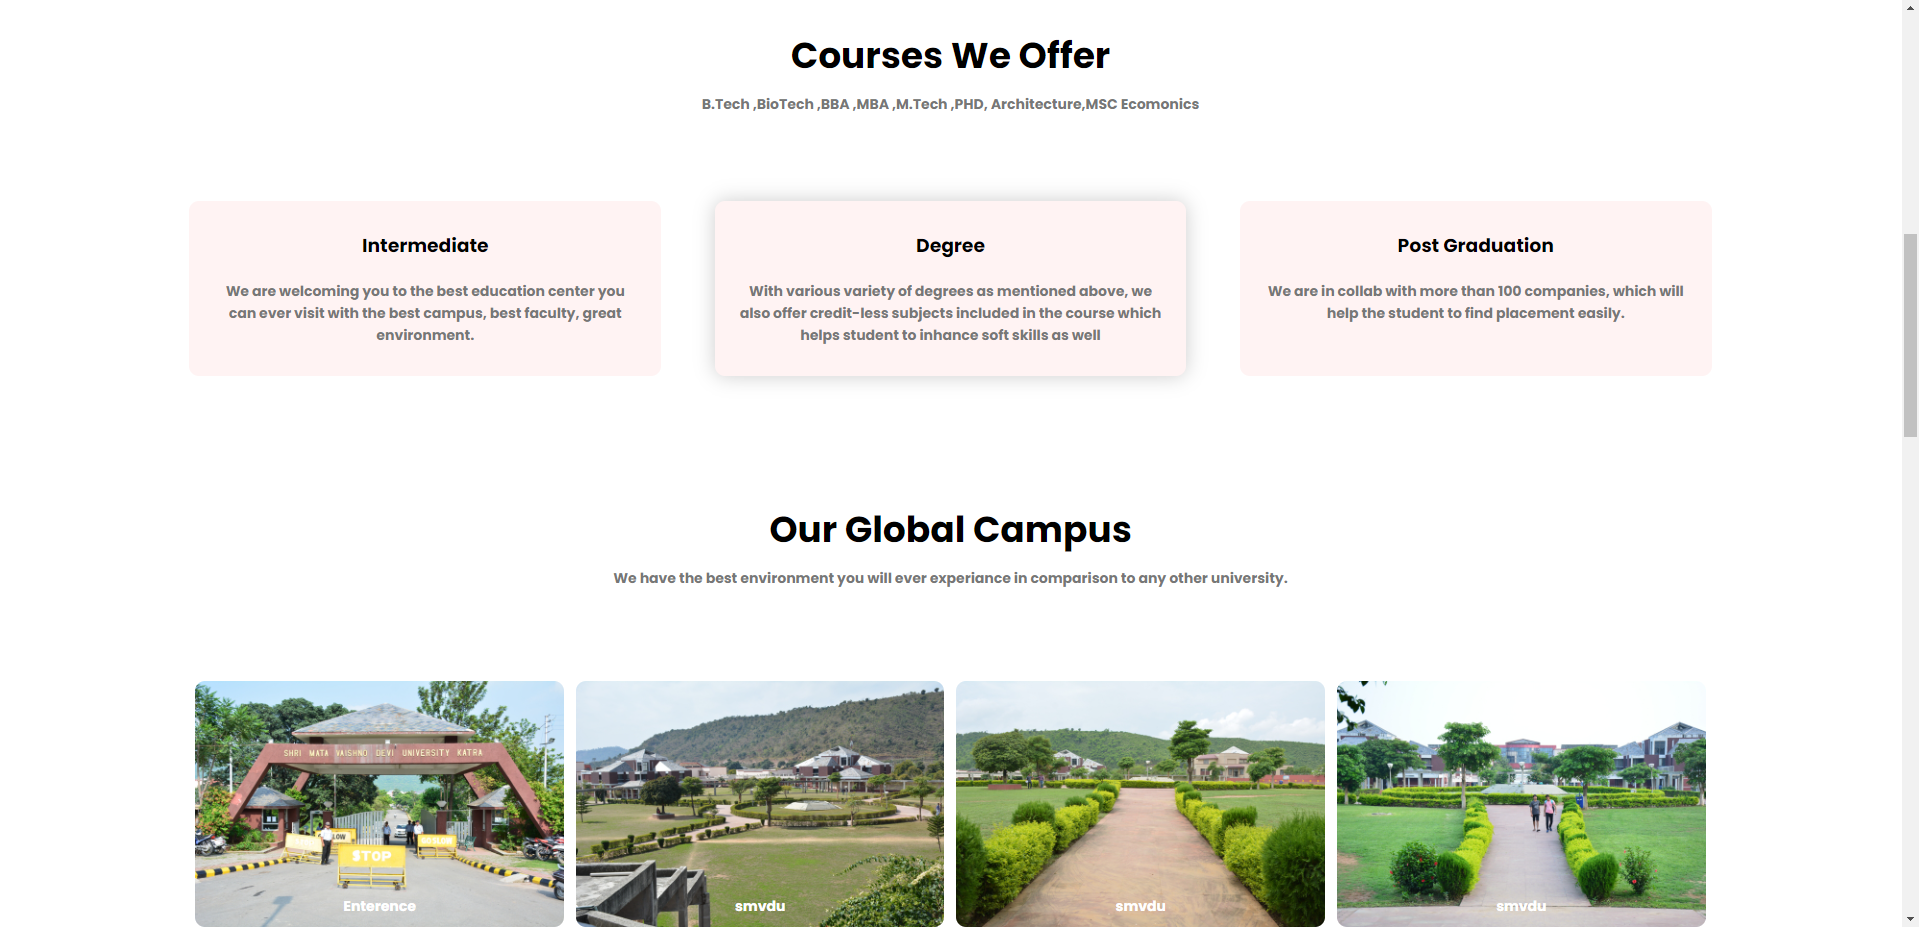 Courses We Offer
B.Tech ,BioTech ,BBA ,MBA ,M.Tech ,PHD, Architecture,MSC Ecomonics
Intermediate
We are welcoming you to the best education center you
can ever visit with the best campus, best faculty, great
environment.
Degree
With various variety of degrees as mentioned above, we
also offer credit-less subjects included in the course which
helps student to inhance soft skills as well
Post Graduation
We are in collab with more than 100 companies, which will
help the student to find placement easily.
Our Global Campus
We have the best environment you will ever experiance in comparison to any other university.
SHRI MATA VAISHNO DEVI UNIVERSITY KATRA
STOP
Enterence
smvdu
smvdu
smvdu